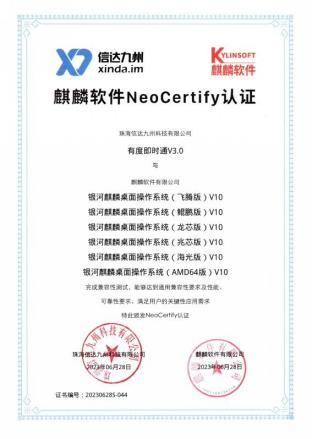 信达九州
xinda.im
KYLINSOFT
麒麟软件
麒麟软件NeoCertify认证
珠海信达九州科技有限公司
有度即时通V3.0
与
麒麟软件有限公司
银河麒麟桌面操作系统（飞腾版）V10
银河麒麟桌面操作系统（鲲鹏版）V10
银河麒麟桌面操作系统（龙芯版）V10
银河麒麟桌面操作系统（兆芯版）V10
银河麒麟桌面操作系统（海光版）V10
银河麒麟桌面操作系统（AMD64版）V10
完成兼容性测试，能够达到通用兼容性要求及性能、
可靠性要求，满足用户的关键性应用需求
特此颁发NeoCertify认证
珠海信达九州科技有限公司
麒麟软件有限公司
2023年06月28日
2023年06月28日
证书编号：20230628S-044